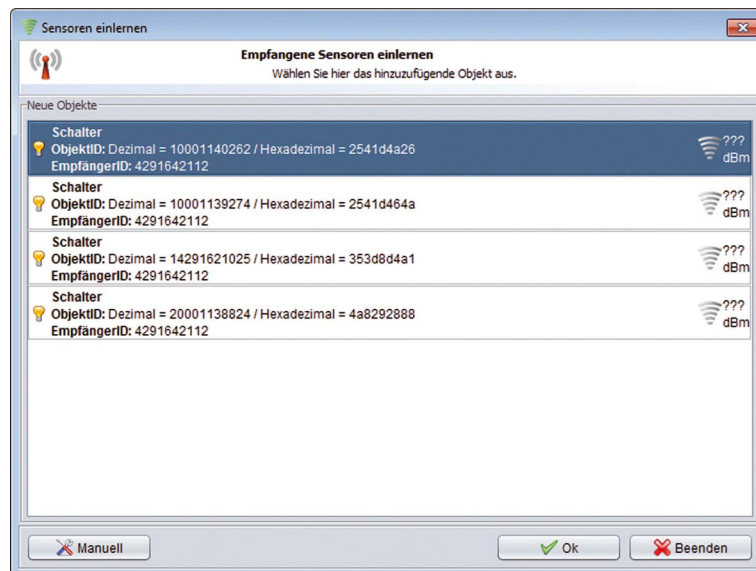 Sensoren einlernen
Empfangene Sensoren einlernen
Wählen Sie hier das hinzuzufügende Objekt aus.
Neue Objekte
Schalter
ObjektID: Dezimal = 10001140262 / Hexadezimal = 2541d4a26
EmpfängerID: 4291642112
???
dBm
Schalter
ObjektID: Dezimal = 10001139274 / Hexadezimal = 2541d464a
EmpfängerID: 4291642112
???
dBm
Schalter
ObjektID: Dezimal = 14291621025 / Hexadezimal = 353d8d4a1
EmpfängerID: 4291642112
???
dBm
Schalter
ObjektID: Dezimal = 20001138824 / Hexadezimal = 4a8292888
EmpfängerID: 4291642112
???
dBm
Manuell
Ok
Beenden